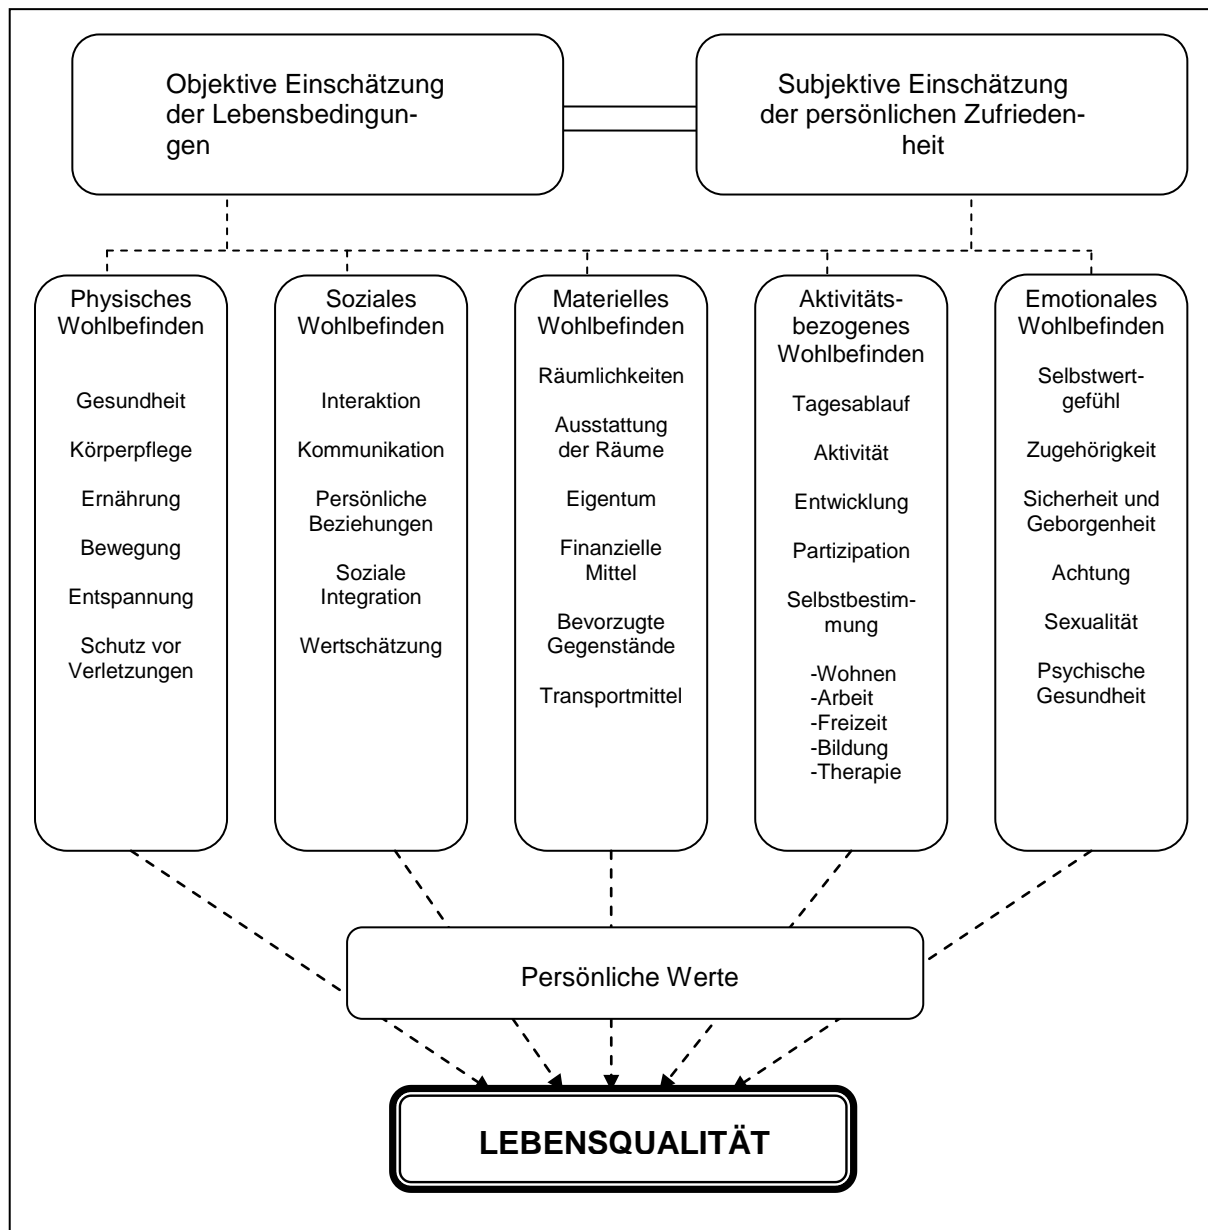 Objektive Einschätzung
der Lebensbedingun-
gen
Subjektive Einschätzung
der persönlichen Zufrieden-
heit
Physisches
Wohlbefinden
Gesundheit
Körperpflege
Ernährung
Bewegung
Entspannung
Schutz vor
Verletzungen
Soziales
Wohlbefinden
Interaktion
Kommunikation
Persönliche
Beziehungen
Soziale
Integration
Wertschätzung
Materielles
Wohlbefinden
Räumlichkeiten
Ausstattung
der Räume
Eigentum
Finanzielle
Mittel
Bevorzugte
Gegenstände
Transportmittel
Aktivitäts-
bezogenes
Wohlbefinden
Tagesablauf
Aktivität
Entwicklung
Partizipation
Selbstbestim-
mung
-Wohnen
-Arbeit
-Freizeit
-Bildung
-Therapie
Emotionales
Wohlbefinden
Selbstwert-
gefühl
Zugehörigkeit
Sicherheit und
Geborgenheit
Achtung
Sexualität
Psychische
Gesundheit
Persönliche Werte
LEBENSQUALITÄT